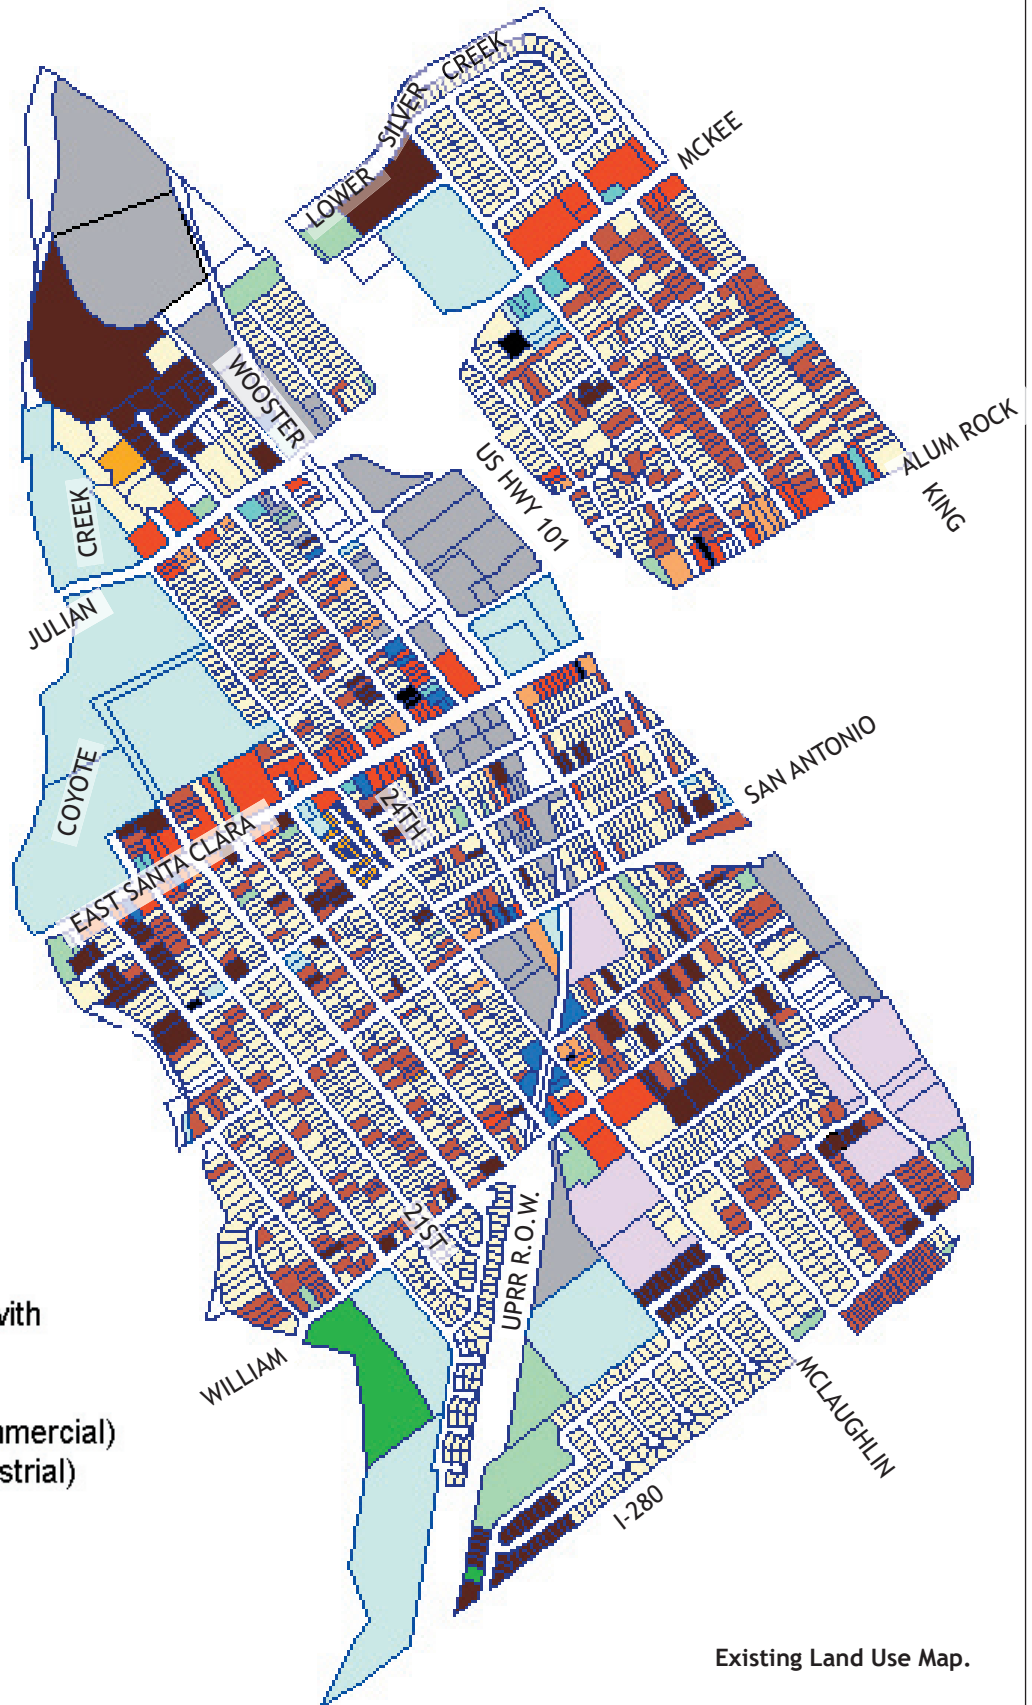 LOWER SILVER CREEK
MCKEE
WOOSTER
US HWY 101
ALUM ROCK
KING
CREEK
JULIAN
COYOTE
24TH
SAN ANTONIO
EAST SANTA CLARA
21ST
UPRR R.O.W.
vith
WILLIAM
MCLAUGHLIN
nmercial)
strial)
I-280
Existing Land Use Map.